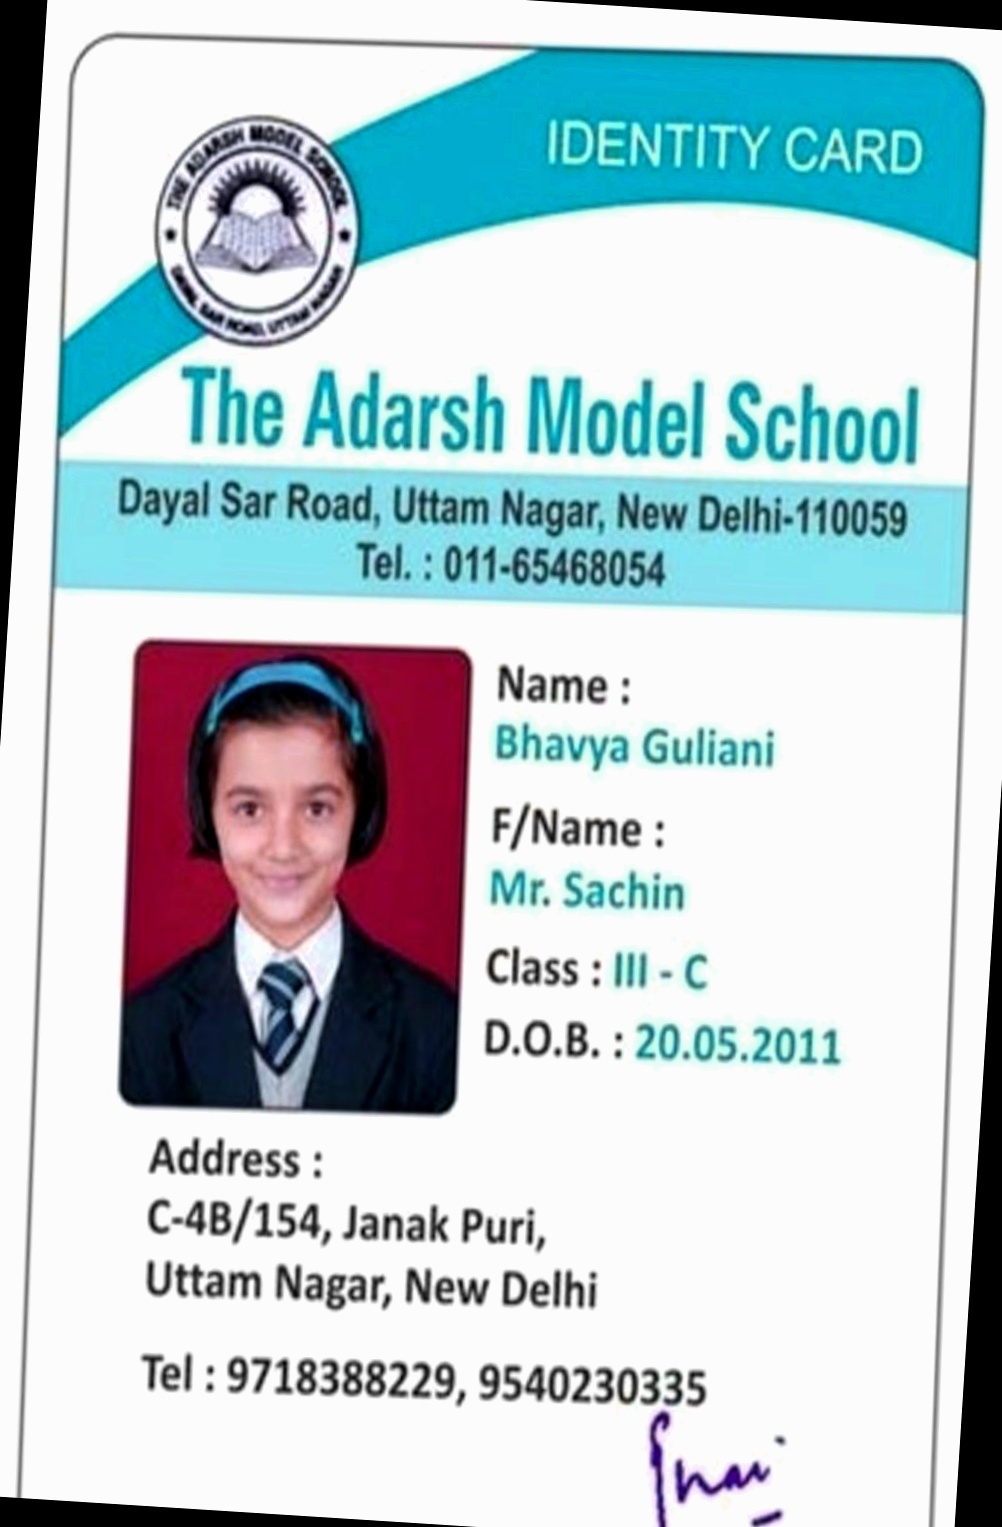 IDENTITY CARD
THE ADARSH MODEL SCHOOL
DAYAL SAR ROAD, UTTAM NAGAR
The Adarsh Model School
Dayal Sar Road, Uttam Nagar, New Delhi-110059
Tel. : 011-65468054
Name :
Bhavya Guliani
F/Name :
Mr. Sachin
Class : III - C
D.O.B. : 20.05.2011
Address :
C-4B/154, Janak Puri,
Uttam Nagar, New Delhi
Tel : 9718388229, 9540230335